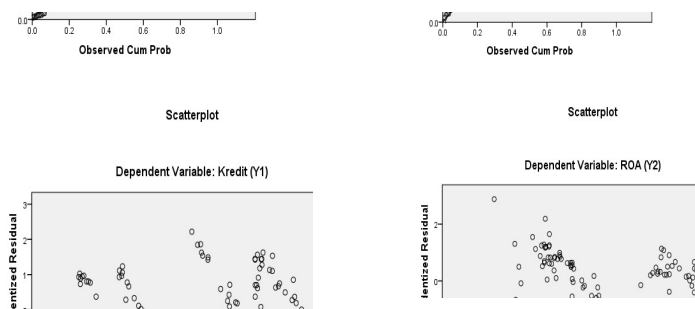 0.0
0.0 0.2 0.4 0.6 0.8 1.0
Observed Cum Prob
Scatterplot
Dependent Variable: Kredit (Y1)
3
2
1
0
0.0 0.2 0.4 0.6 0.8 1.0
Observed Cum Prob
Scatterplot
Dependent Variable: ROA (Y2)
2
0
Residual
Residual